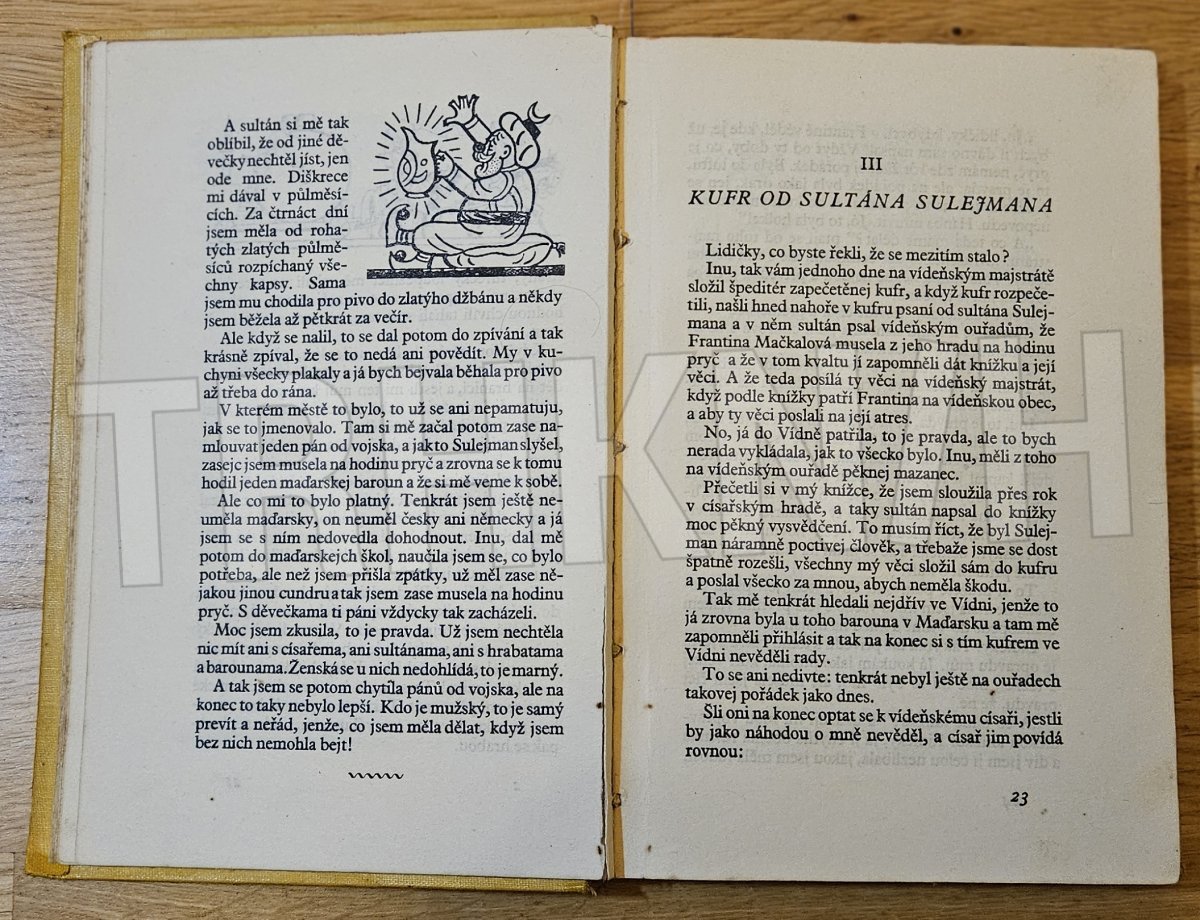 A sultán si mě tak
oblíbil, že od jiné dě-
večky nechtěl jíst, jen
ode mne. Diškrece
mi dával v půlměsí-
cích. Za čtrnáct dní
jsem měla od roha-
tých zlatých půlmě-
síců rozpíchaný vše-
chny kapsy. Sama
jsem mu chodila pro pivo do zlatýho džbánu a někdy
jsem běžela až pětkrát za večír.
Ale když se nalil, to se dal potom do zpívání a tak
krásně zpíval, že se to nedá ani povědít. My v ku-
chyni všecky plakaly a já bych bejvala běhala pro pivo
až třeba do rána.
V kterém městě to bylo, to už se ani nepamatuju,
jak se to jmenovalo. Tam si mě začal potom zase na-
mlouvat jeden pán od vojska, a jak to Sulejman slyšel,
zasejc jsem musela na hodinu pryč a zrovna se k tomu
hodil jeden maďarskej baroun a že si mě veme k sobě.
Ale co mi to bylo platný. Tenkrát jsem ještě ne-
uměla maďarsky, on neuměl česky ani německy a já
jsem se s ním nedovedla dohodnout. Inu, dal mě
potom do maďarskejch škol, naučila jsem se, co bylo
potřeba, ale než jsem přišla zpátky, už měl zase ně-
jakou jinou cundru a tak jsem zase musela na hodinu
pryč. S děvečkama ti páni vždycky tak zacházeli.
Moc jsem zkusila, to je pravda. Už jsem nechtěla
nic mít ani s císařema, ani sultánama, ani s hrabatama
a barounama. Ženská se u nich nedohlídá, to je marný.
A tak jsem se potom chytila pánů od vojska, ale na
konec to taky nebylo lepší. Kdo je mužský, to je samý
prevít a neřád, jenže, co jsem měla dělat, když jsem
bez nich nemohla bejt!
III
KUFR OD SULTÁNA SULEJMANA
Lidičky, co byste řekli, že se mezitím stalo?
Inu, tak vám jednoho dne na vídeňským majstrátě
složil špeditér zapečetěnej kufr, a když kufr rozpeče-
tili, našli hned nahoře v kufru psaní od sultána Sulej-
mana a v něm sultán psal vídeňským ouřadům, že
Frantina Mačkalová musela z jeho hradu na hodinu
pryč a že v tom kvaltu jí zapomněli dát knížku a její
věci. A že teda posílá ty věci na vídeňský majstrát,
když podle knížky patří Frantina na vídeňskou obec,
a aby ty věci poslali na její atres.
No, já do Vídně patřila, to je pravda, ale to bych
nerada vykládala, jak to všecko bylo. Inu, měli z toho
na vídeňským ouřadě pěknej mazanec.
Přečetli si v mý knížce, že jsem sloužila přes rok
v císařským hradě, a taky sultán napsal do knížky
moc pěkný vysvědčení. To musím říct, že byl Sulej-
man náramně poctivej člověk, a třebaže jsme se dost
špatně rozešli, všechny mý věci složil sám do kufru
a poslal všecko za mnou, abych neměla škodu.
Tak mě tenkrát hledali nejdřív ve Vídni, jenže to
já zrovna byla u toho barouna v Maďarsku a tam mě
zapomněli přihlásit a tak na konec si s tím kufrem ve
Vídni nevěděli rady.
To se ani nedivte: tenkrát nebyl ještě na ouřadech
takovej pořádek jako dnes.
Šli oni na konec optat se k vídeňskému císaři, jestli
by jako náhodou o mně nevěděl, a císař jim povídá
rovnou:
23